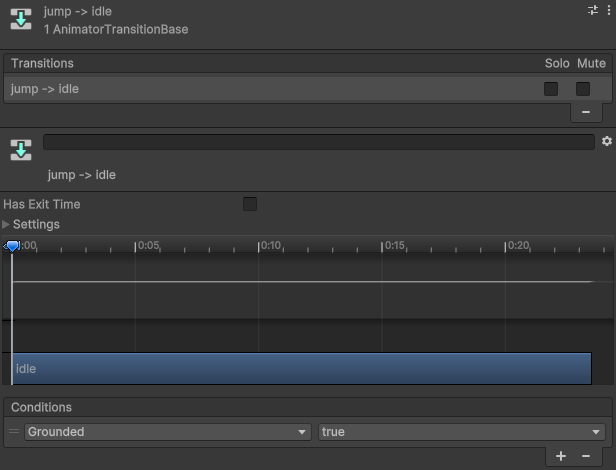 jump -> idle
1 AnimatorTransitionBase
Transitions Solo Mute
jump -> idle
jump -> idle
Has Exit Time
Settings
:00 0:05 0:10 0:15 0:20
idle
Conditions
Grounded true